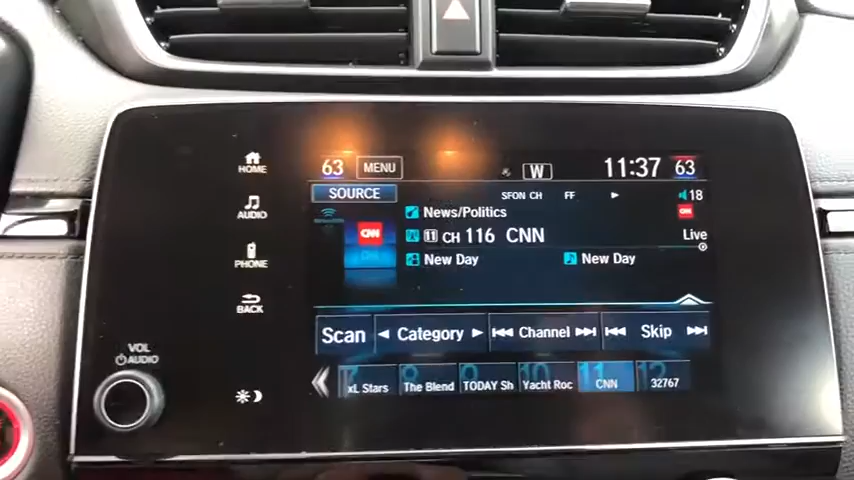 63 MENU W 11:37 63
HOME
SOURCE SFON CH FF 18
AUDIO
News/Politics CNN
CNN 11 CH 116 CNN Live
PHONE
New Day New Day
BACK
Scan Category Channel Skip
VOL
AUDIO
7 8 9 10 11 12
xL Stars The Blend TODAY Sh Yacht Roc CNN 32767